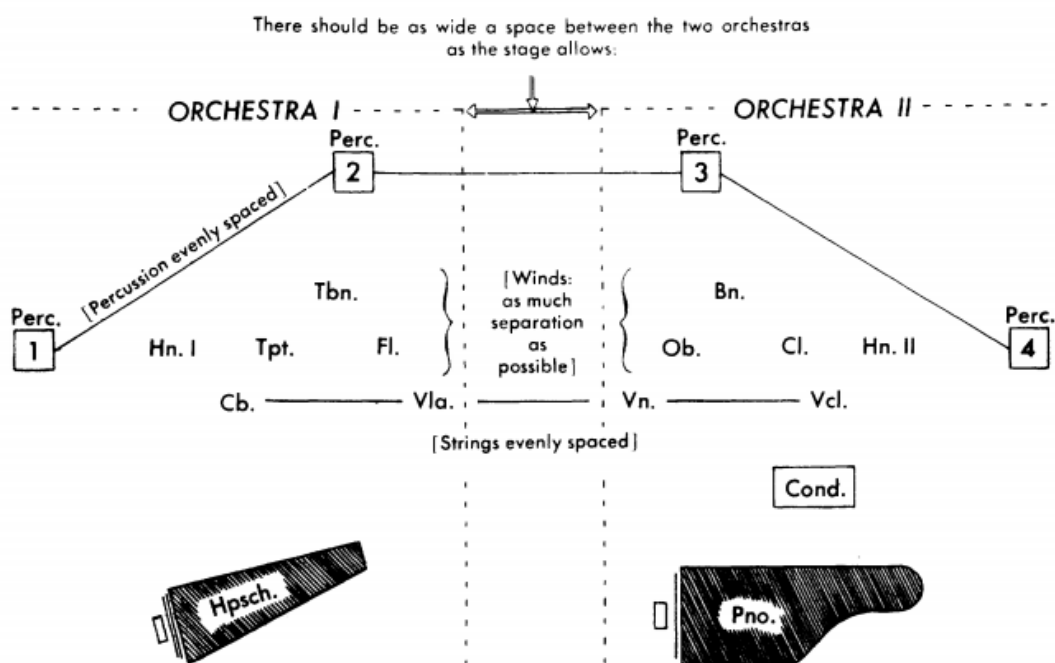 There should be as wide a space between the two orchestras
as the stage allows:
ORCHESTRA I
ORCHESTRA II
Perc.
2
Perc.
3
[Percussion evenly spaced]
Perc.
1
Perc.
4
Tbn.
Hn. I Tpt. Fl.
[Winds:
as much
separation
as
possible]
Bn.
Ob. Cl. Hn. II
Cb. Vla. Vn. Vcl.
[Strings evenly spaced]
Cond.
Hpsch.
Pno.